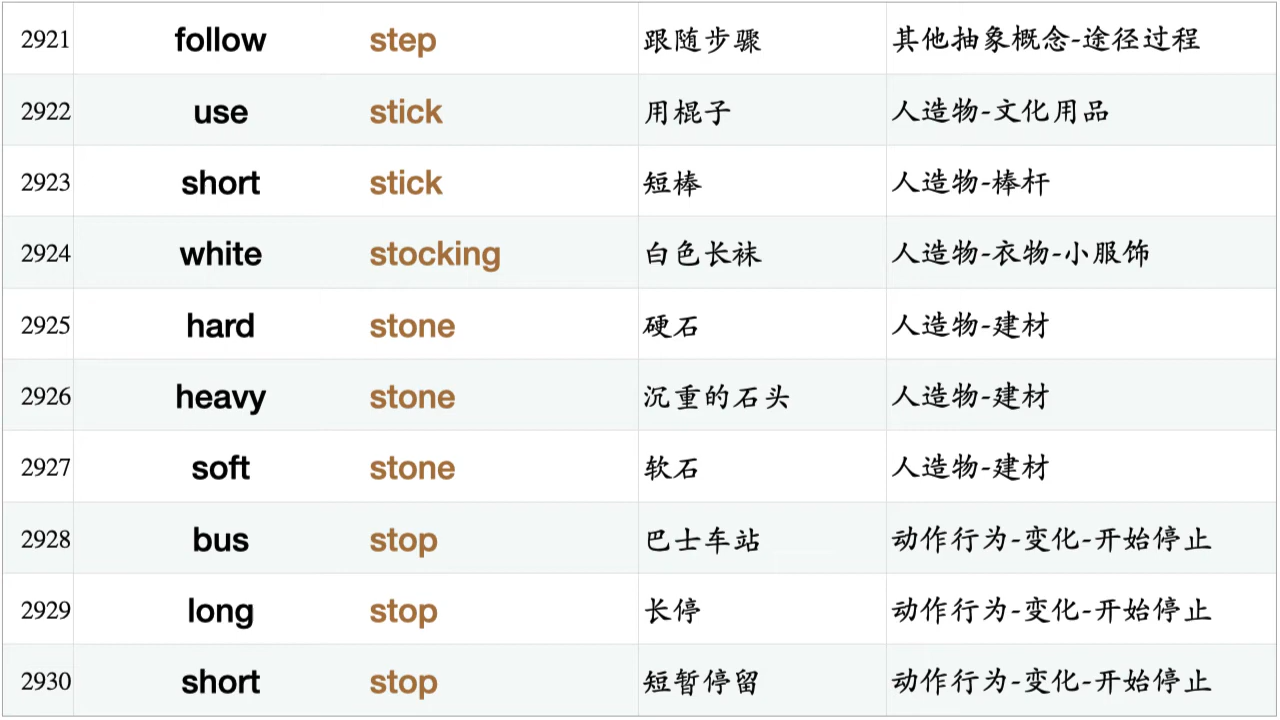 2921 follow step 跟随步骤 其他抽象概念-途径过程
2922 use stick 用棍子 人造物-文化用品
2923 short stick 短棒 人造物-棒杆
2924 white stocking 白色长袜 人造物-衣物-小服饰
2925 hard stone 硬石 人造物-建材
2926 heavy stone 沉重的石头 人造物-建材
2927 soft stone 软石 人造物-建材
2928 bus stop 巴士车站 动作行为-变化-开始停止
2929 long stop 长停 动作行为-变化-开始停止
2930 short stop 短暂停留 动作行为-变化-开始停止